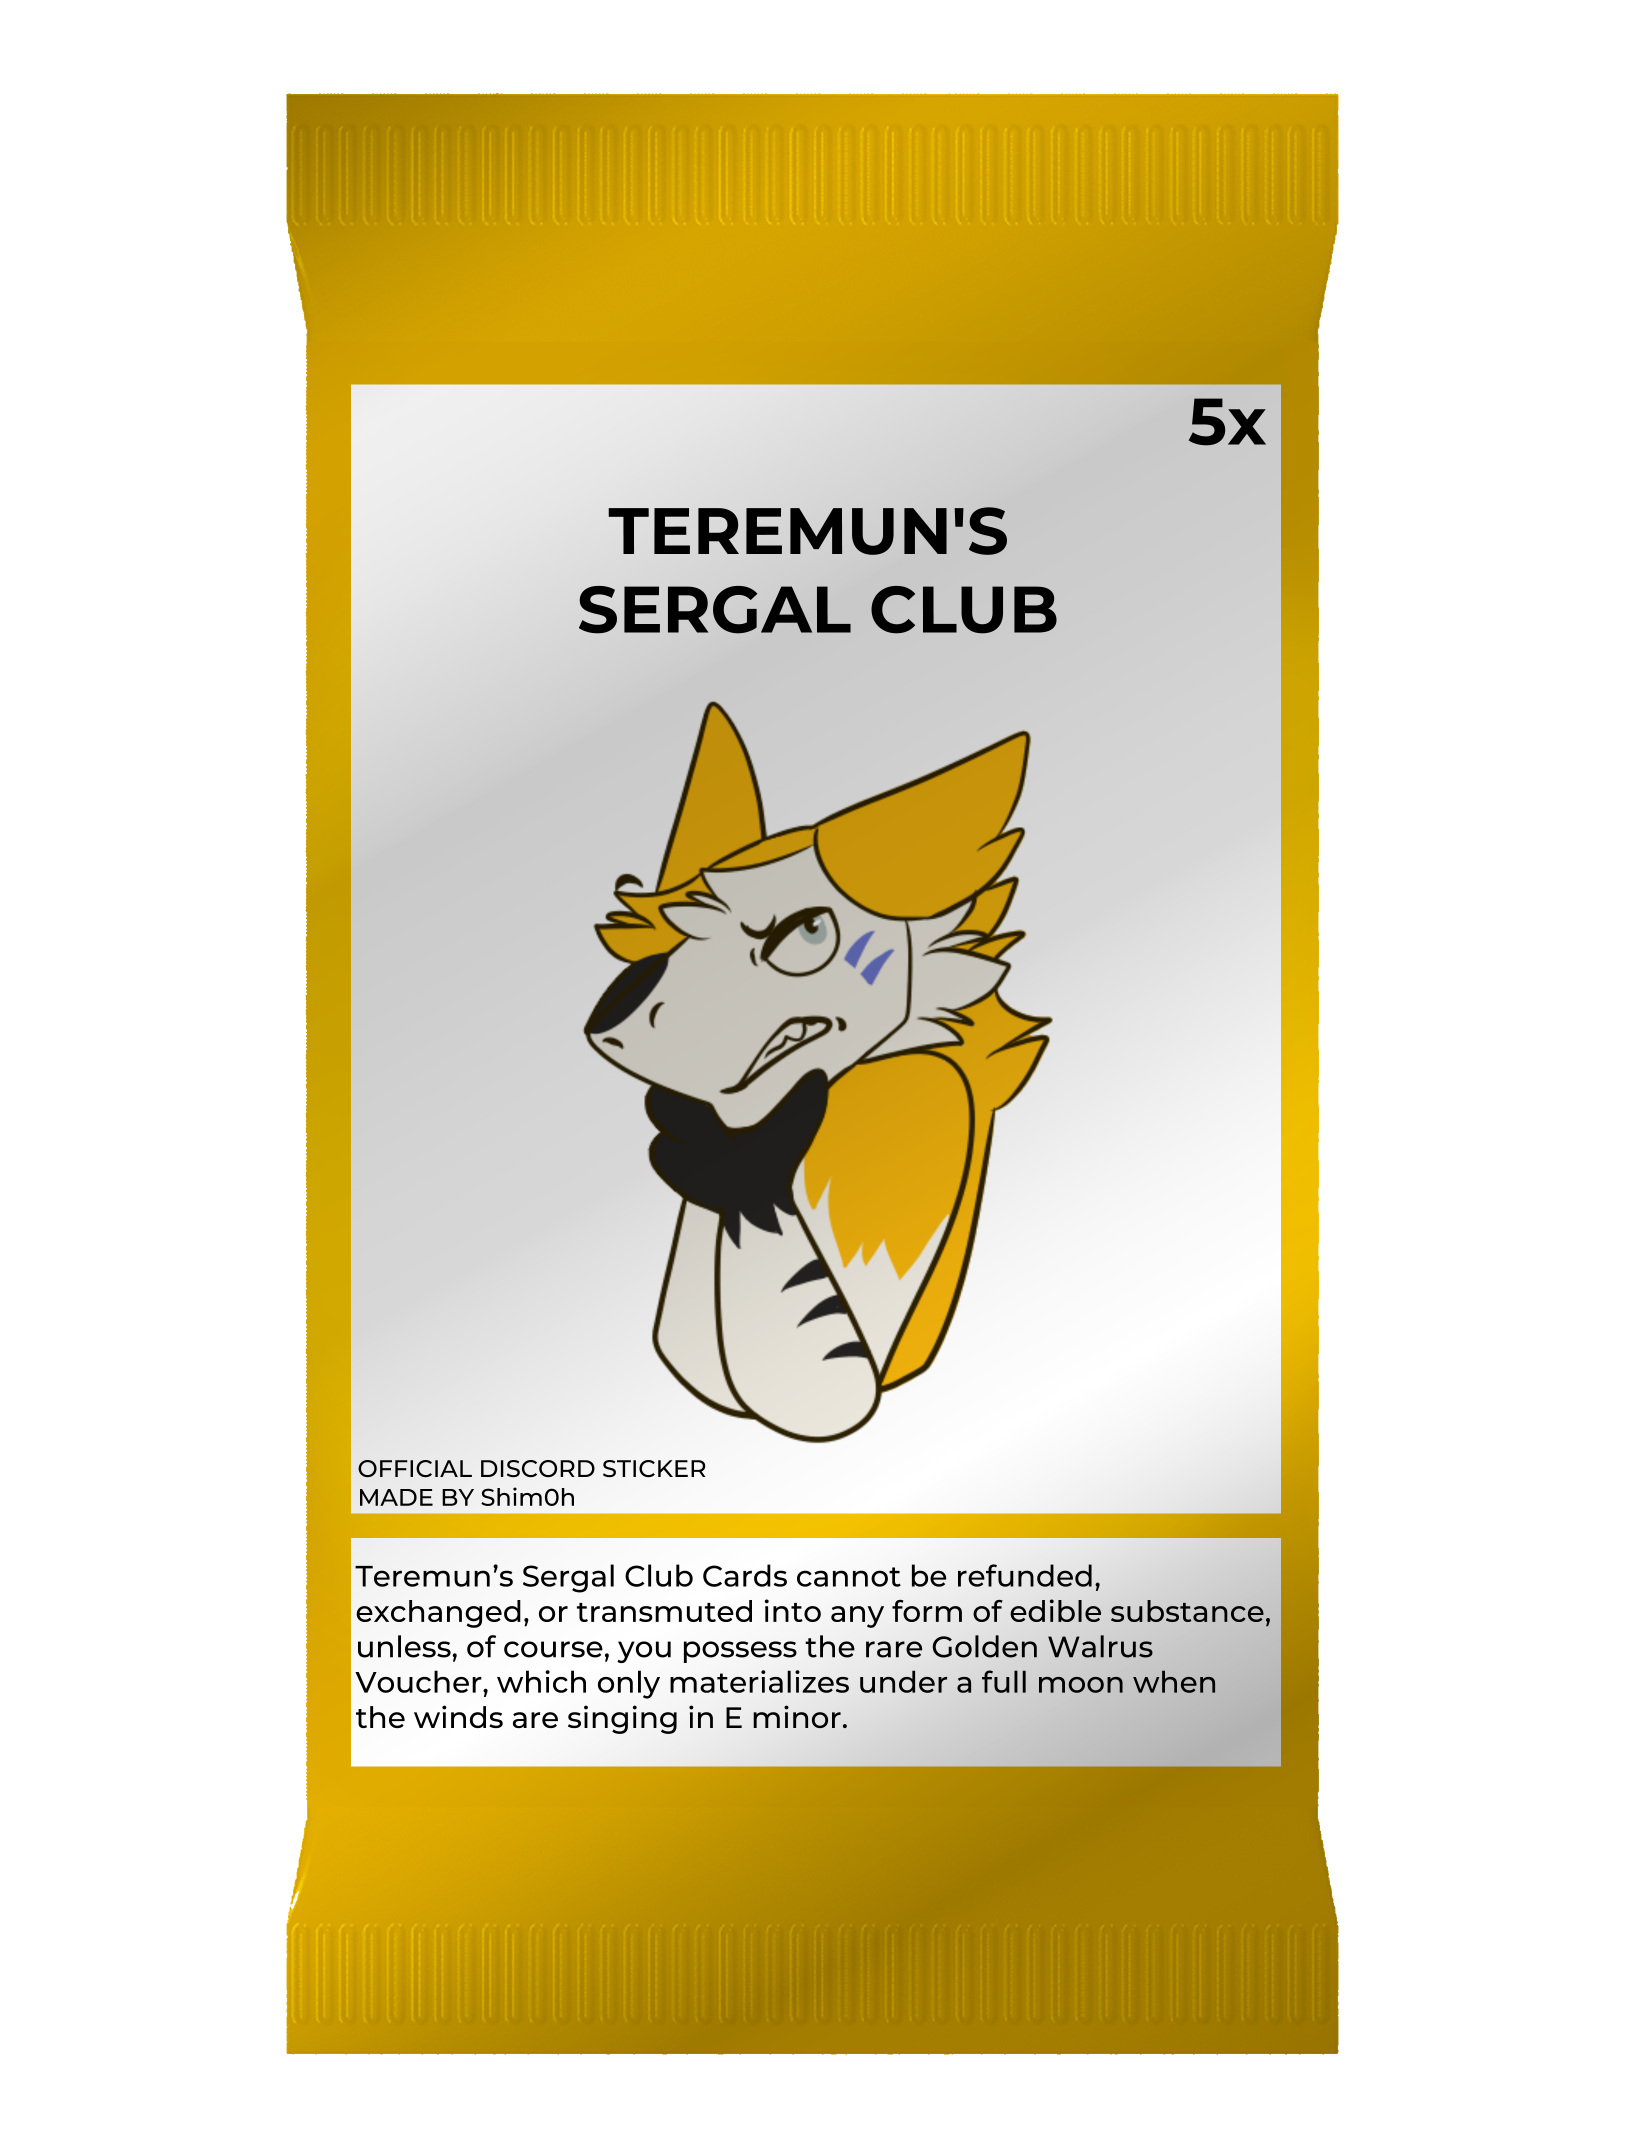 5x
TEREMUN'S
SERGAL CLUB
OFFICIAL DISCORD STICKER
MADE BY Shim0h
Teremun’s Sergal Club Cards cannot be refunded,
exchanged, or transmuted into any form of edible substance,
unless, of course, you possess the rare Golden Walrus
Voucher, which only materializes under a full moon when
the winds are singing in E minor.